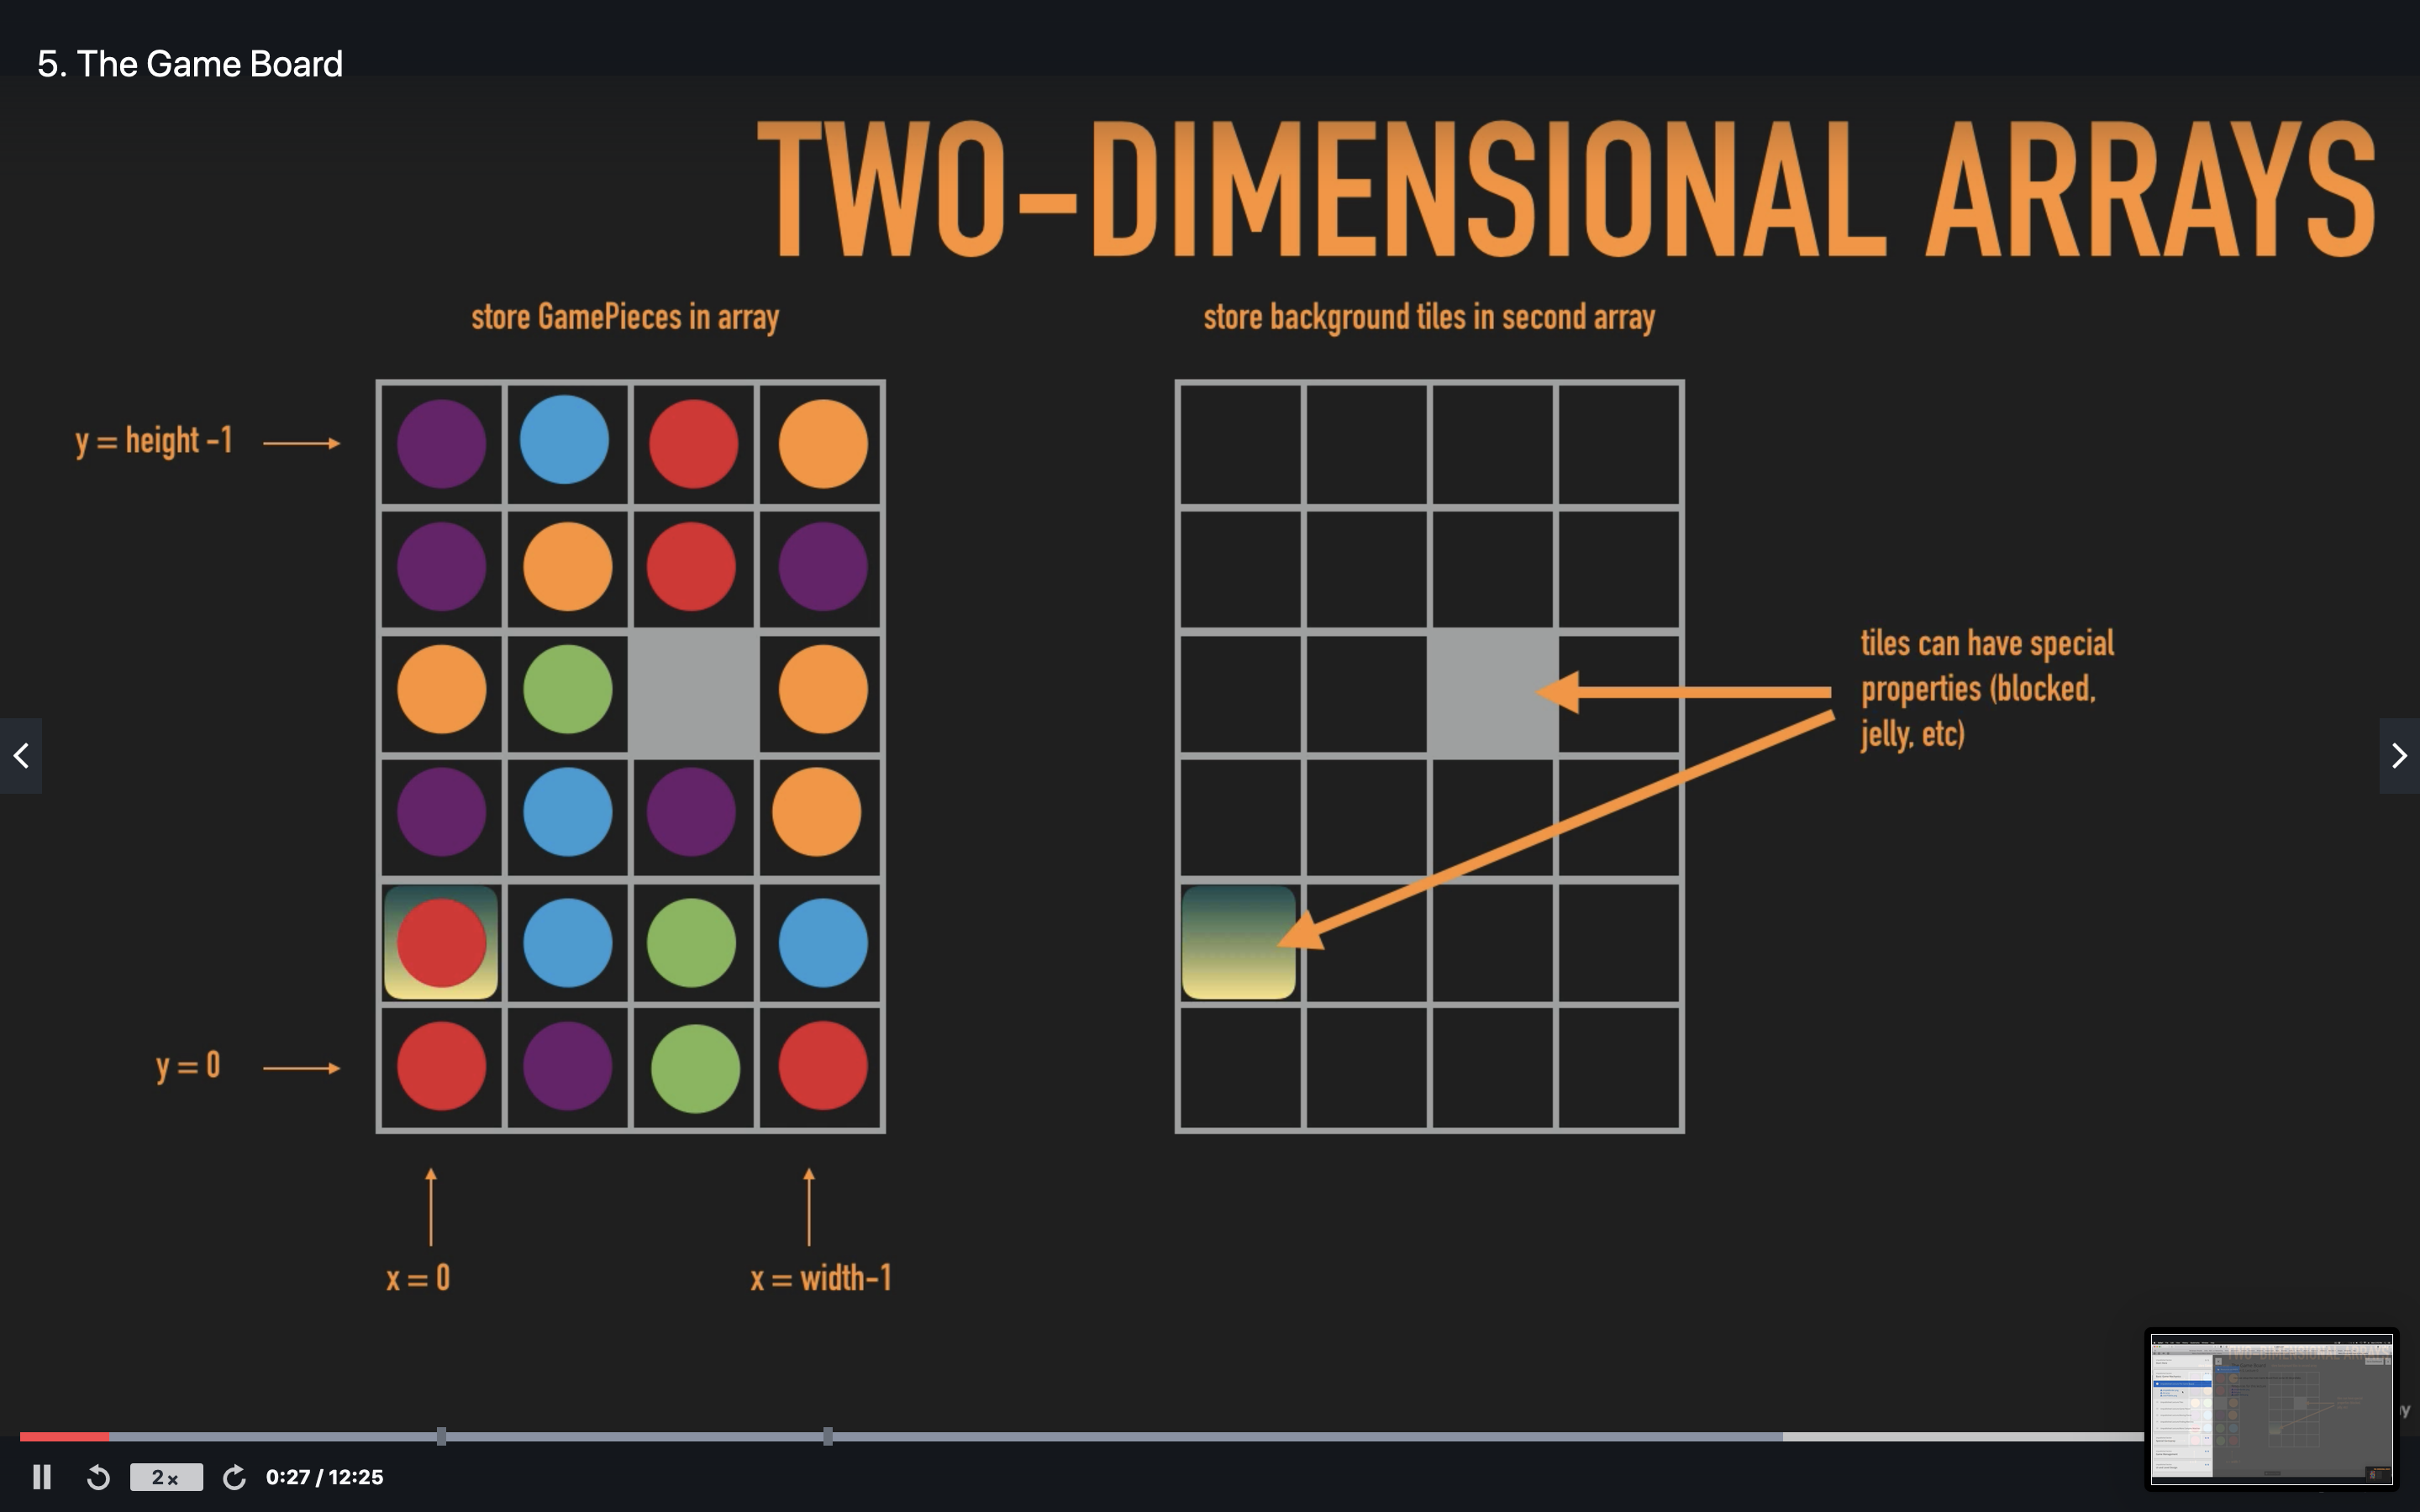 5. The Game Board
TWO-DIMENSIONAL ARRAYS
store GamePieces in array
store background tiles in second array
y = height -1
tiles can have special
properties (blocked,
jelly, etc)
y = 0
x = 0
x = width-1
2x
0:27 / 12:25